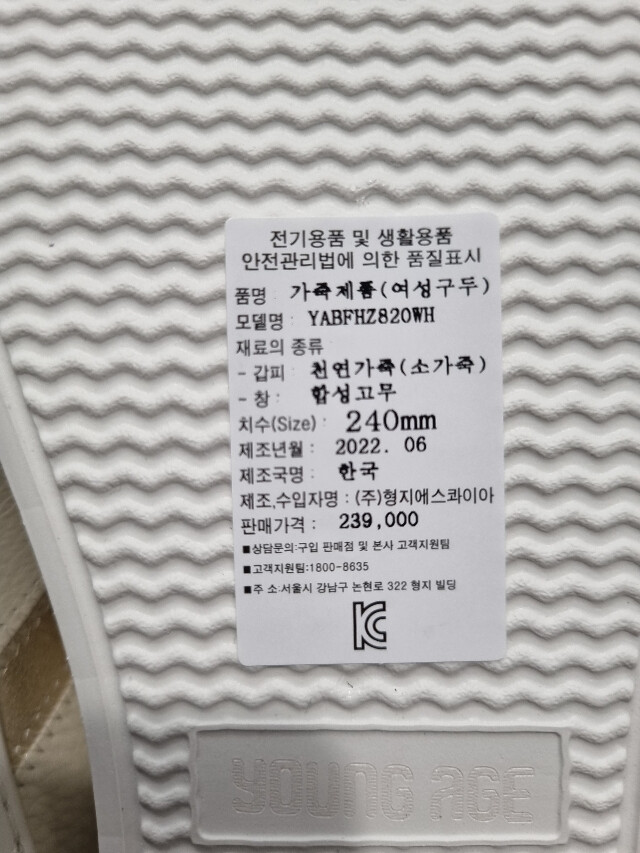 전기용품 및 생활용품
안전관리법에 의한 품질표시
품명 : 가죽제품(여성구두)
모델명 : YABFHZ820WH
재료의 종류
- 갑피 : 천연가죽(소가죽)
- 창 : 합성고무
치수(Size) : 240mm
제조년월 : 2022. 06
제조국명 : 한국
제조,수입자명 : (주)형지에스콰이아
판매가격 : 239,000
■상담문의:구입 판매점 및 본사 고객지원팀
■고객지원팀:1800-8635
■주 소:서울시 강남구 논현로 322 형지 빌딩
YOUNG AGE